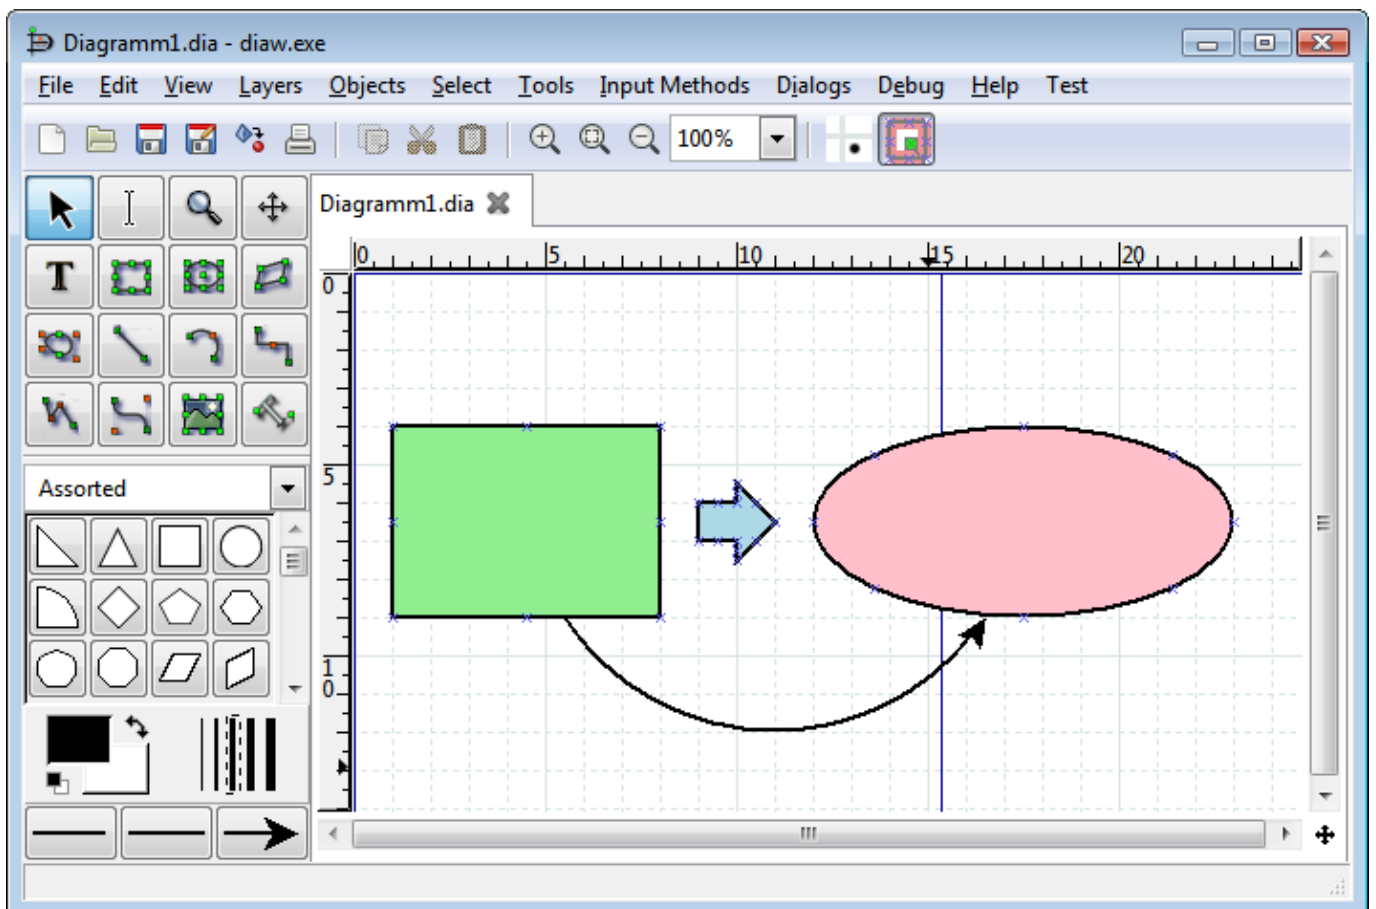 Diagramm1.dia - diaw.exe
File Edit View Layers Objects Select Tools Input Methods Dialogs Debug Help Test
100%
Diagramm1.dia
0 5 10 15 20
0
T
5
Assorted
10